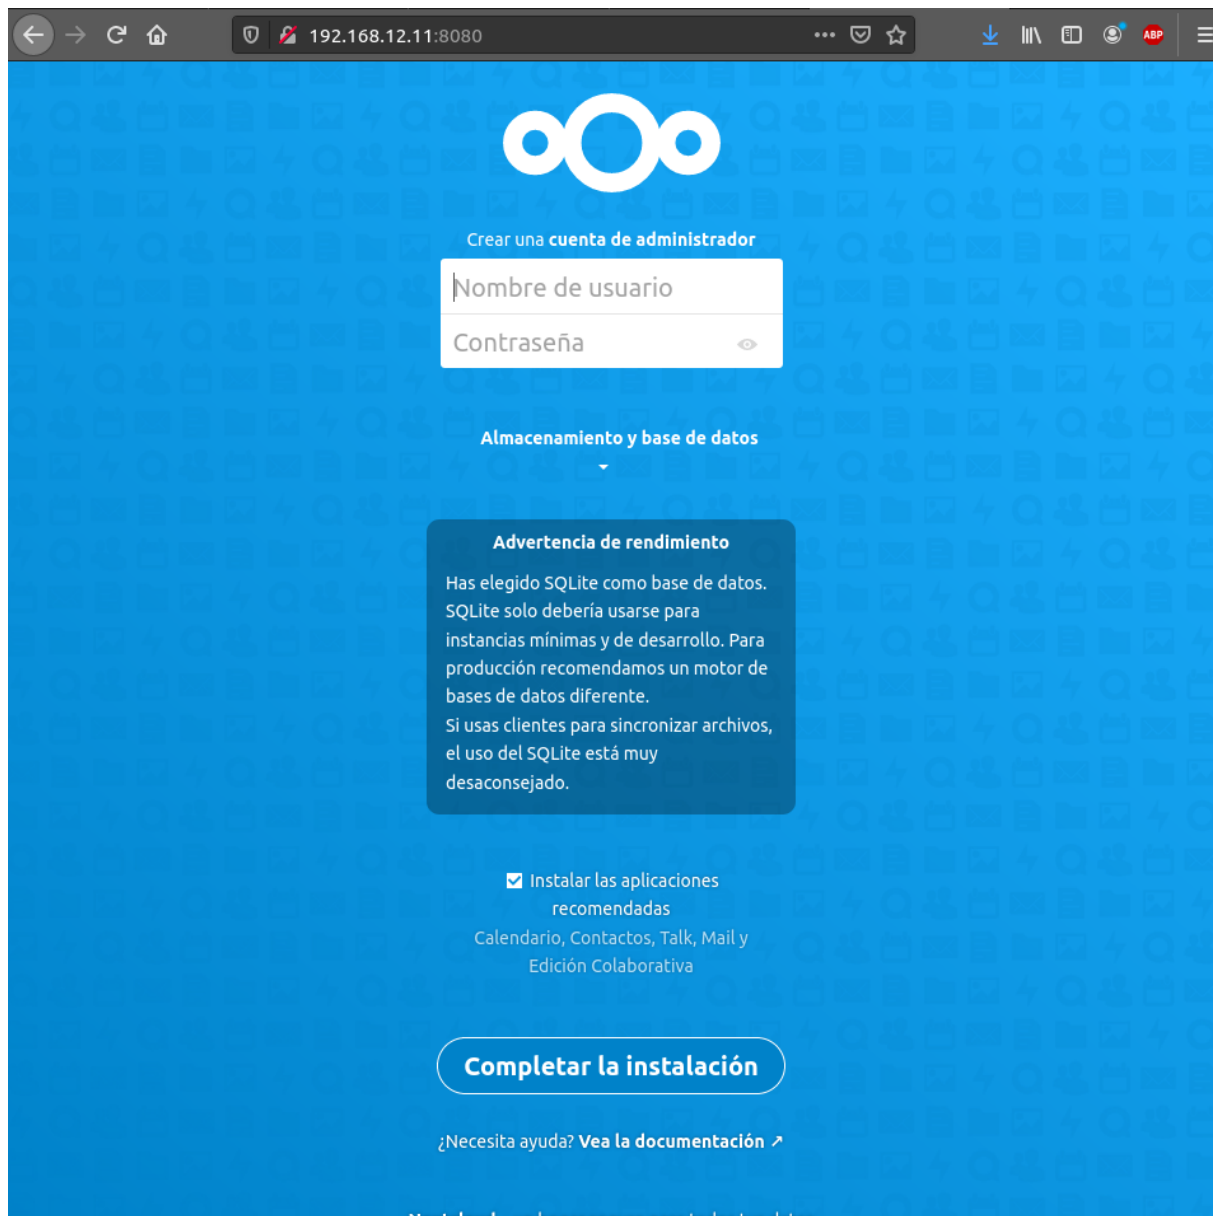 192.168.12.11:8080
ABP
Crear una cuenta de administrador
Nombre de usuario
Contraseña
Almacenamiento y base de datos
Advertencia de rendimiento
Has elegido SQLite como base de datos.
SQLite solo debería usarse para
instancias mínimas y de desarrollo. Para
producción recomendamos un motor de
bases de datos diferente.
Si usas clientes para sincronizar archivos,
el uso del SQLite está muy
desaconsejado.
Instalar las aplicaciones
recomendadas
Calendario, Contactos, Talk, Mail y
Edición Colaborativa
Completar la instalación
¿Necesita ayuda? Vea la documentación ↗